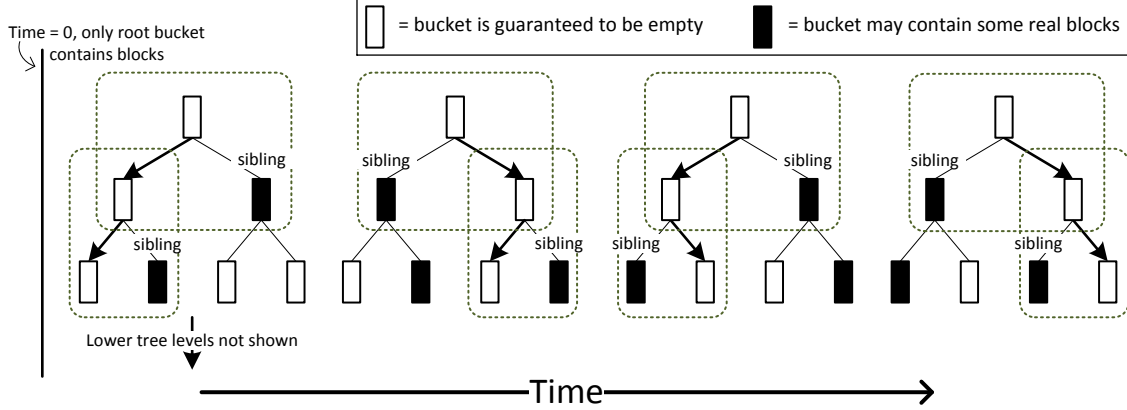 Time = 0, only root bucket
contains blocks
= bucket is guaranteed to be empty
= bucket may contain some real blocks
sibling
sibling
sibling
sibling
sibling
sibling
sibling
sibling
Lower tree levels not shown
Time